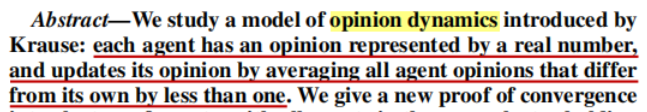 Abstract—We study a model of opinion dynamics introduced by
Krause: each agent has an opinion represented by a real number,
and updates its opinion by averaging all agent opinions that differ
from its own by less than one. We give a new proof of convergence